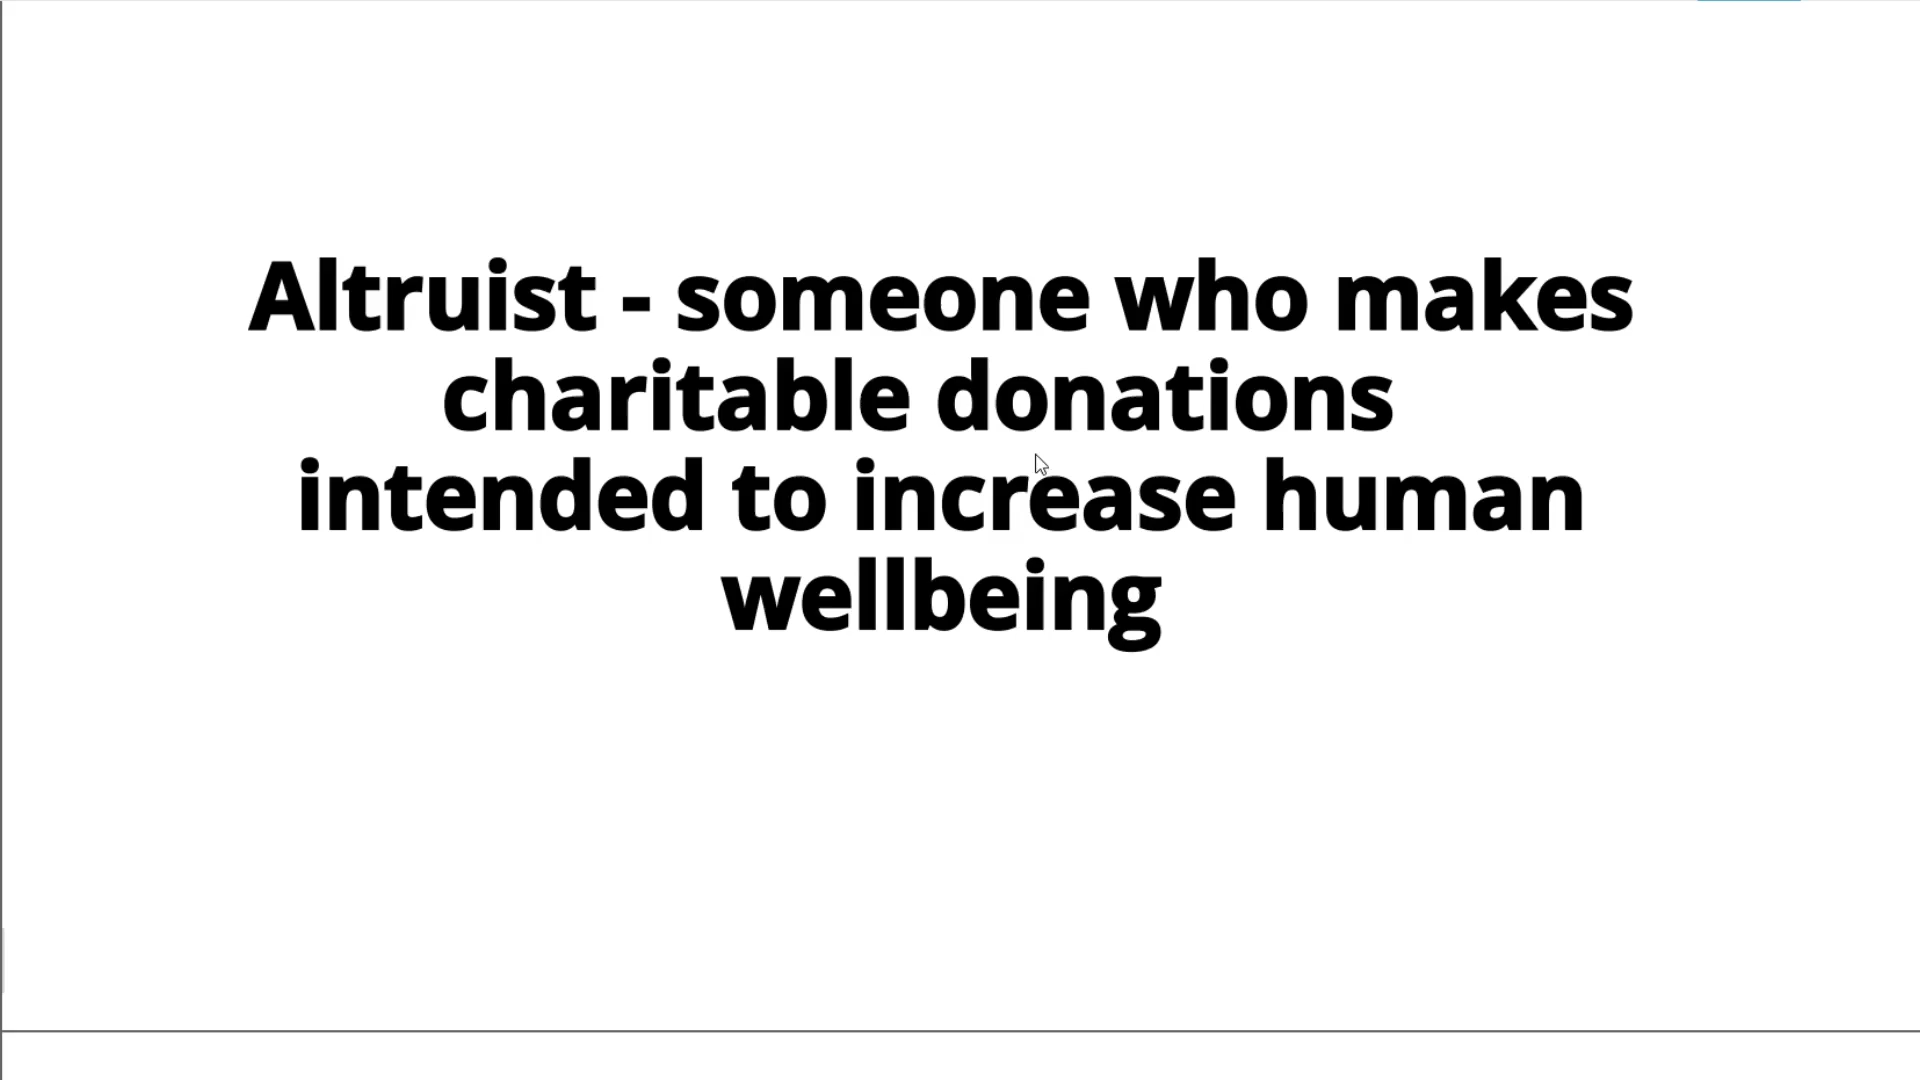 Altruist - someone who makes
charitable donations
intended to increase human
wellbeing